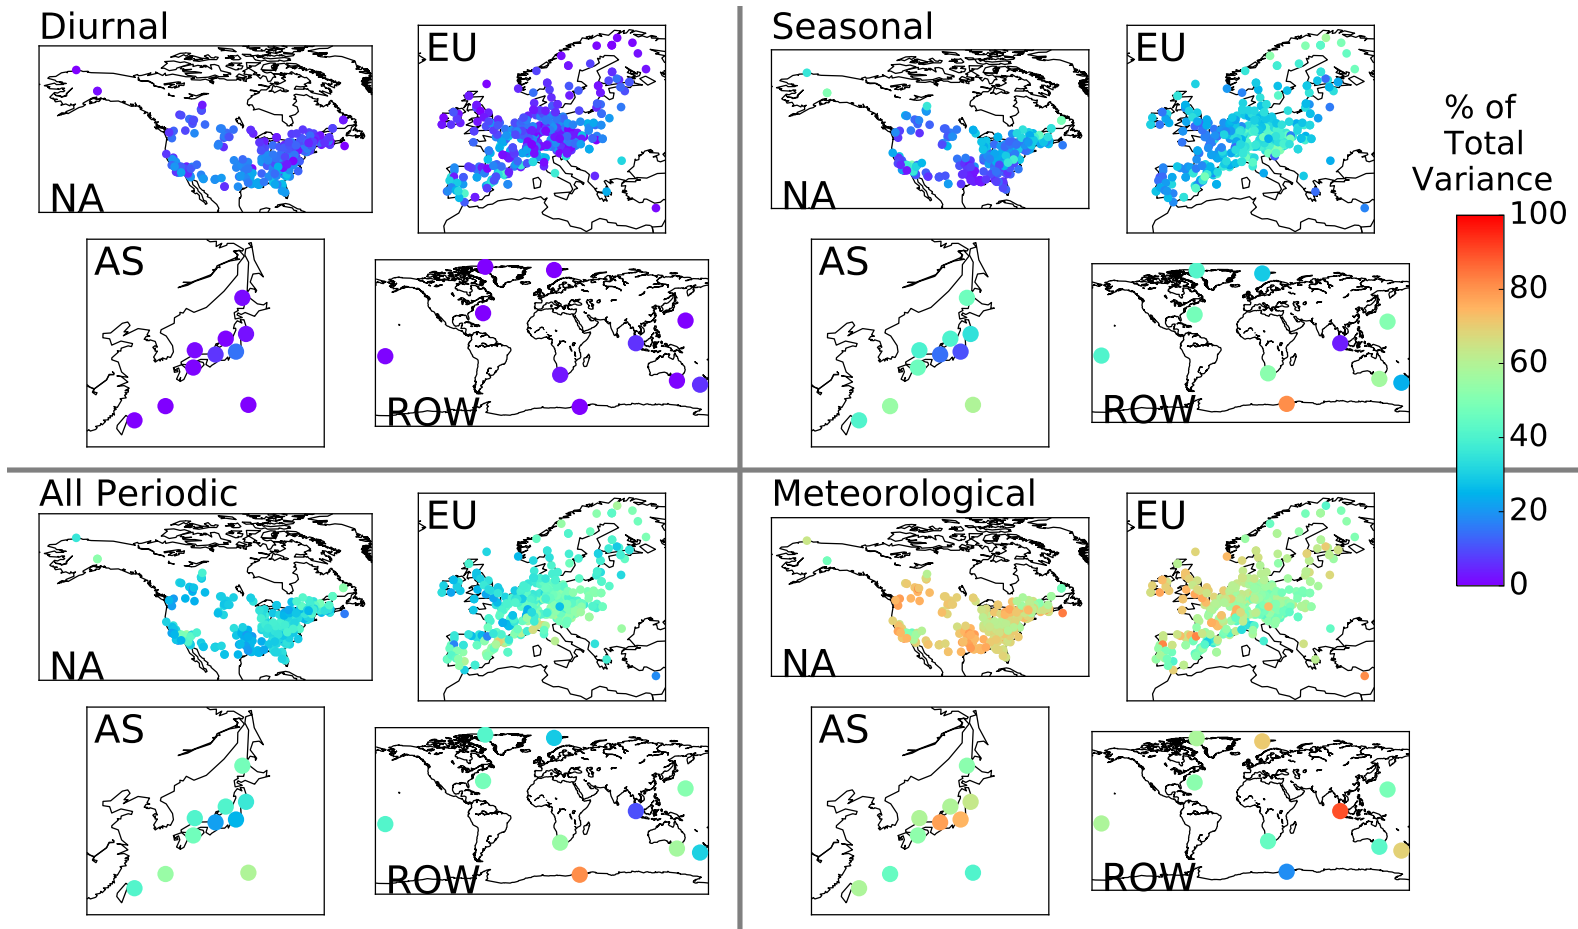 Diurnal
EU
NA
AS
ROW
Seasonal
EU
NA
AS
ROW
% of
Total
Variance
100
80
60
40
20
0
All Periodic
EU
NA
AS
ROW
Meteorological
EU
NA
AS
ROW